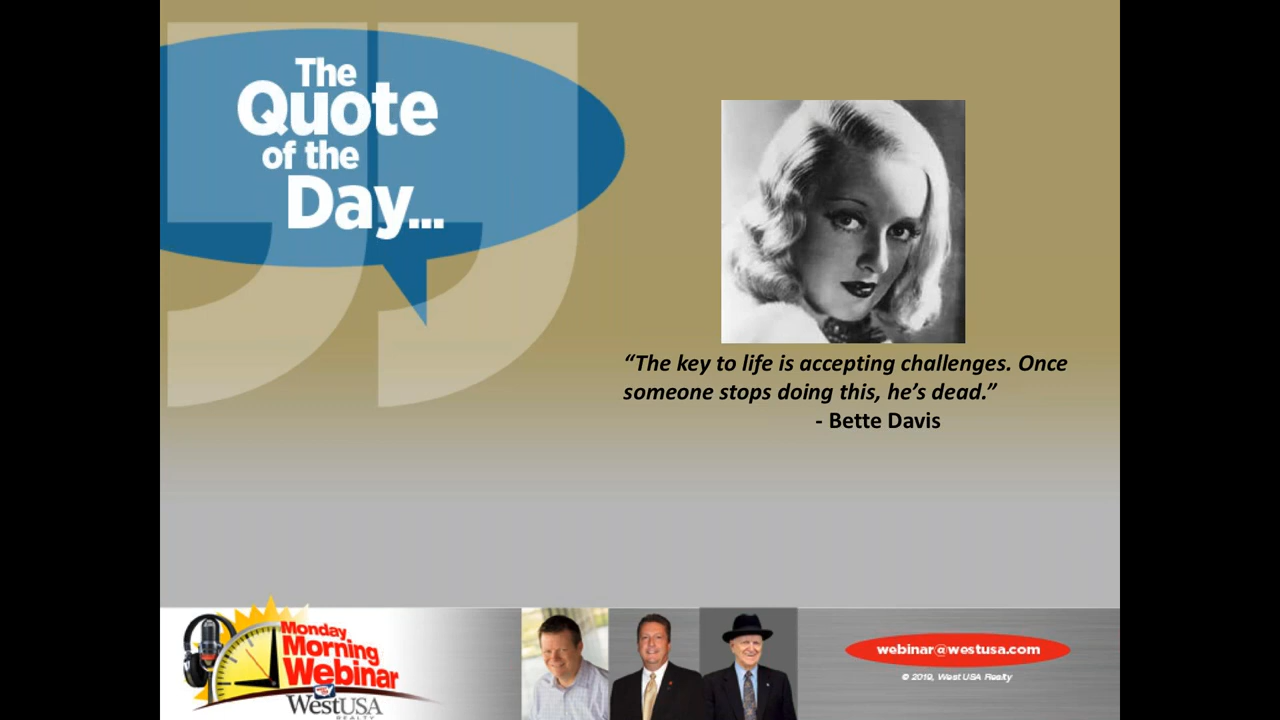 The
Quote
of the
Day...
“The key to life is accepting challenges. Once
someone stops doing this, he’s dead.”
- Bette Davis
Monday
Morning
Webinar
WestUSA
REALTY
webinar@westusa.com
© 2019, West USA Realty